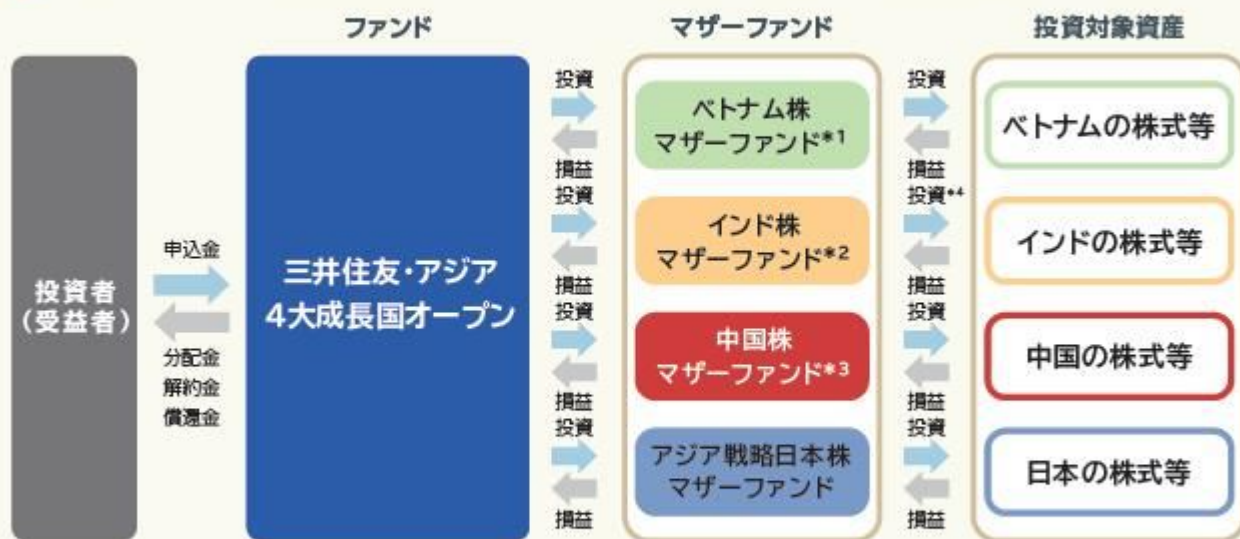 ファンド
マザーファンド
投資対象資産
投資者
(受益者)
申込金
分配金
解約金
償還金
三井住友・アジア
4大成長国オープン
投資
損益
ベトナム株
マザーファンド*1
投資
損益
ベトナムの株式等
投資
損益
インド株
マザーファンド*2
投資*4
損益
インドの株式等
投資
損益
中国株
マザーファンド*3
投資
損益
中国の株式等
投資
損益
アジア戦略日本株
マザーファンド
投資
損益
日本の株式等